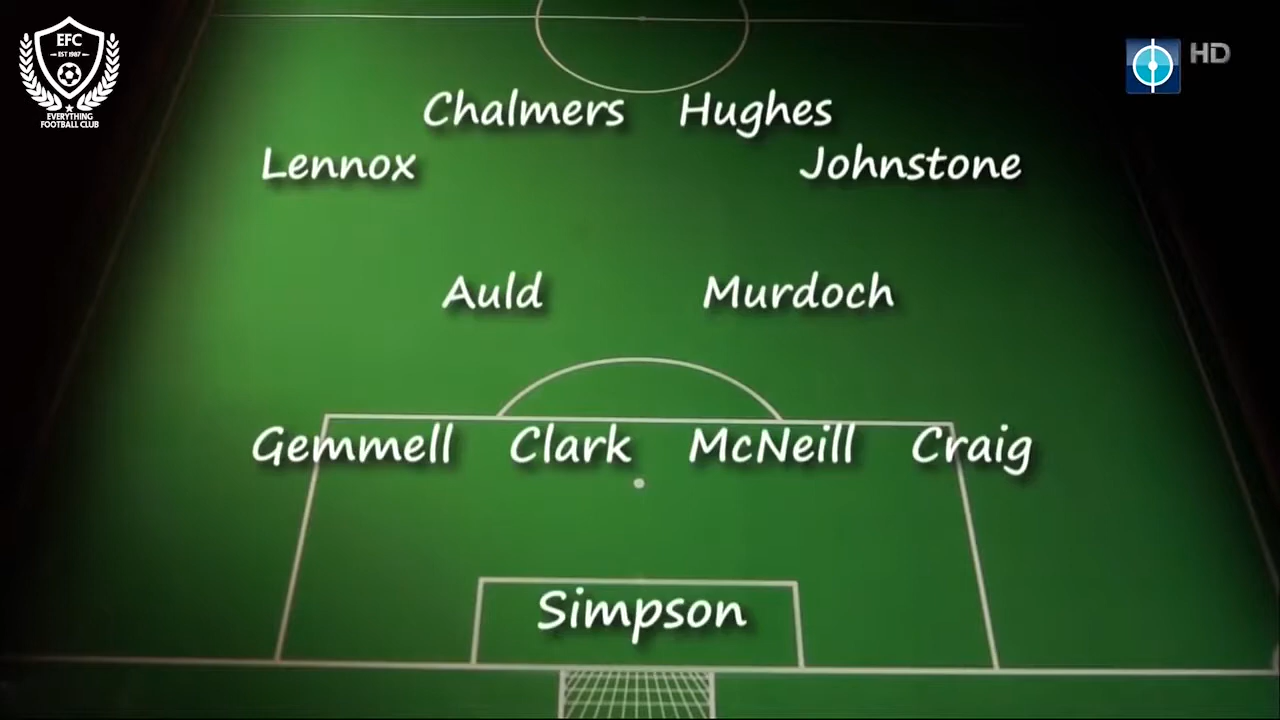 EFC
EST 1987
EVERYTHING
FOOTBALL CLUB
HD
Chalmers Hughes
Lennox Johnstone
Auld Murdoch
Gemmell Clark McNeill Craig
Simpson